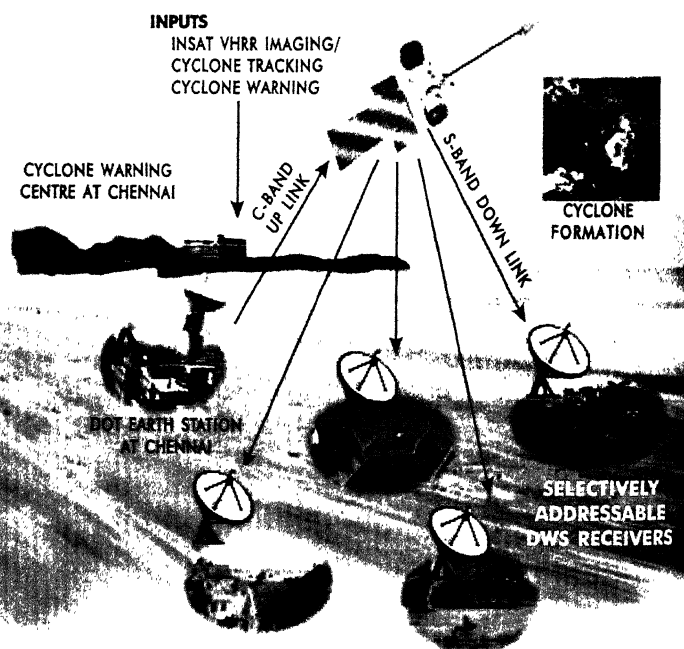 INPUTS
INSAT VHRR IMAGING/
CYCLONE TRACKING
CYCLONE WARNING
CYCLONE WARNING
CENTRE AT CHENNAI
C-BAND
UP LINK
S-BAND DOWN LINK
CYCLONE
FORMATION
DOT EARTH STATION
AT CHENNAI
SELECTIVELY
ADDRESSABLE
DWS RECEIVERS